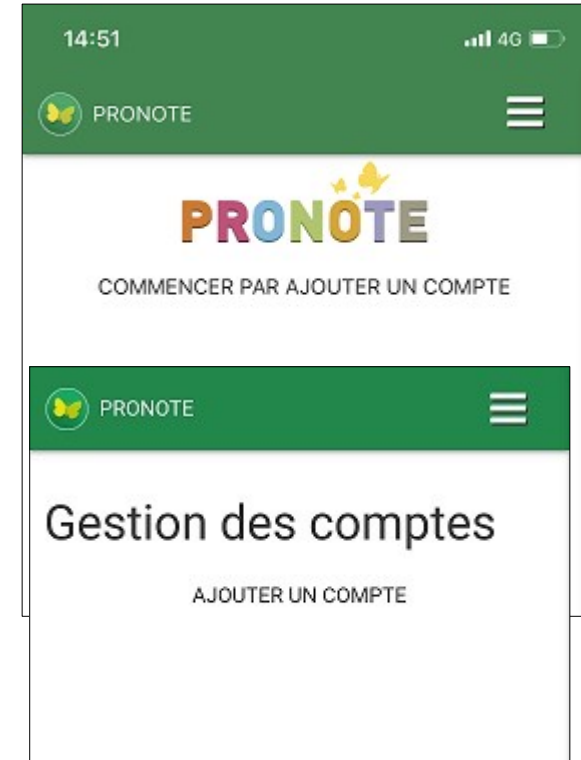 14:51 4G
PRONOTE
PRONOTE
COMMENCER PAR AJOUTER UN COMPTE
PRONOTE
Gestion des comptes
AJOUTER UN COMPTE